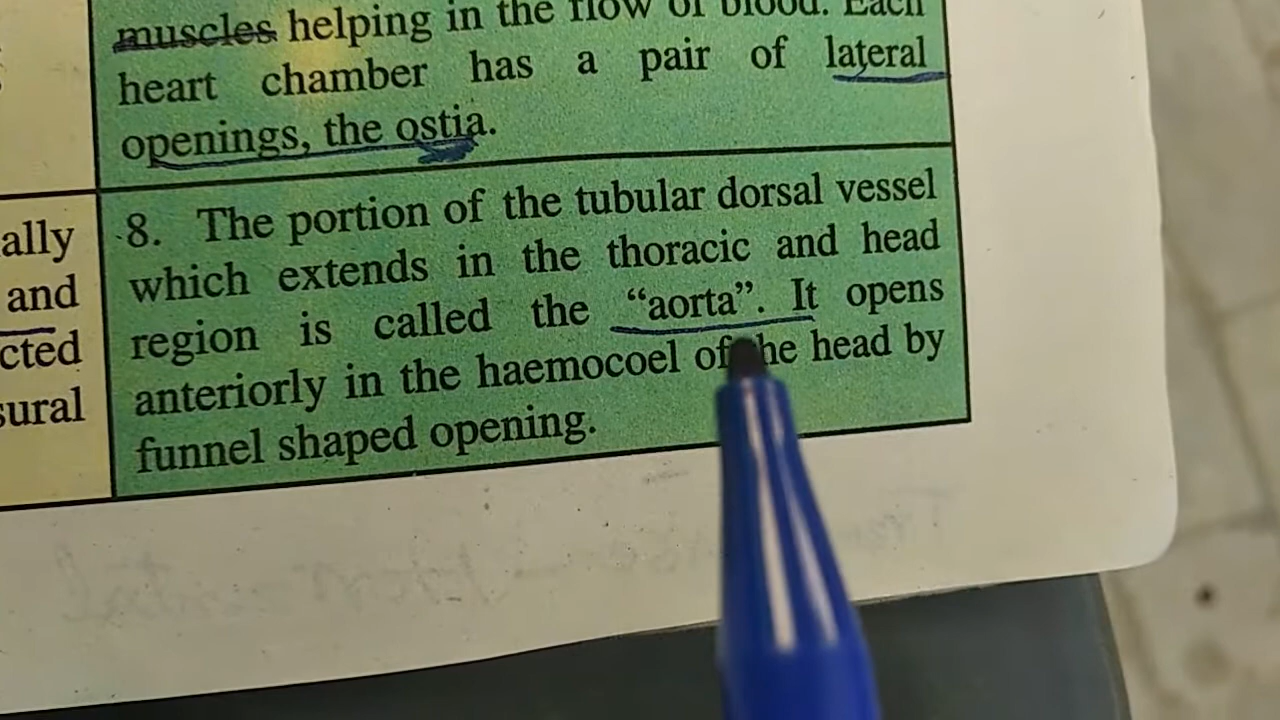 muscles helping in the flow of blood. Each
heart chamber has a pair of lateral
openings, the ostia.
ally
and
cted
sural
8. The portion of the tubular dorsal vessel
which extends in the thoracic and head
region is called the “aorta”. It opens
anteriorly in the haemocoel of the head by
funnel shaped opening.